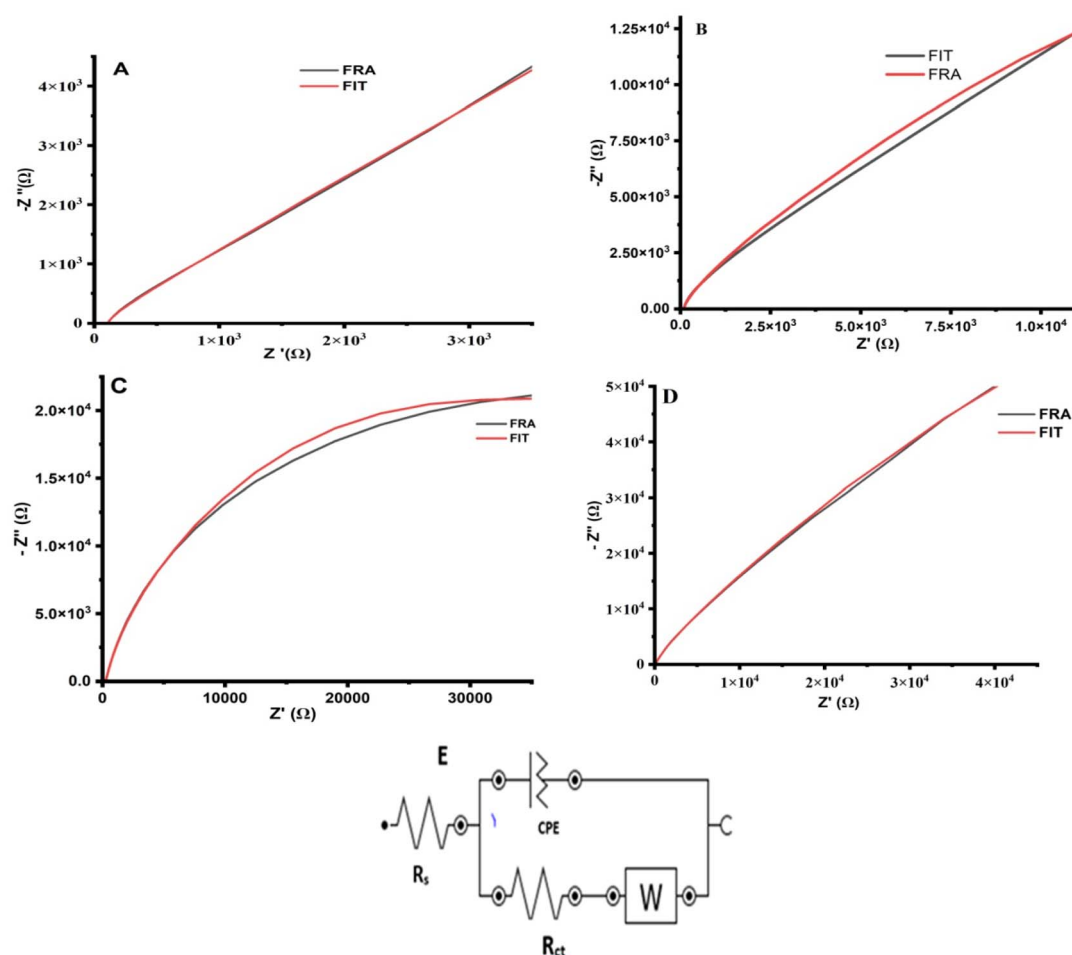 A
FRA
FIT
4×10³
3×10³
2×10³
1×10³
0
-Z''(Ω)
0 1×10³ 2×10³ 3×10³
Z '(Ω)
B
FIT
FRA
1.25×10⁴
1.00×10⁴
7.50×10³
5.00×10³
2.50×10³
0.00
-Z'' (Ω)
0.0 2.5×10³ 5.0×10³ 7.5×10³ 1.0×10⁴
Z' (Ω)
C
FRA
FIT
2.0×10⁴
1.5×10⁴
1.0×10⁴
5.0×10³
0.0
- Z'' (Ω)
0 10000 20000 30000
Z' (Ω)
D
FRA
FIT
5×10⁴
4×10⁴
3×10⁴
2×10⁴
1×10⁴
0
- Z'' (Ω)
0 1×10⁴ 2×10⁴ 3×10⁴ 4×10⁴
Z' (Ω)
E
CPE
Rₛ
W
R꜀ₜ